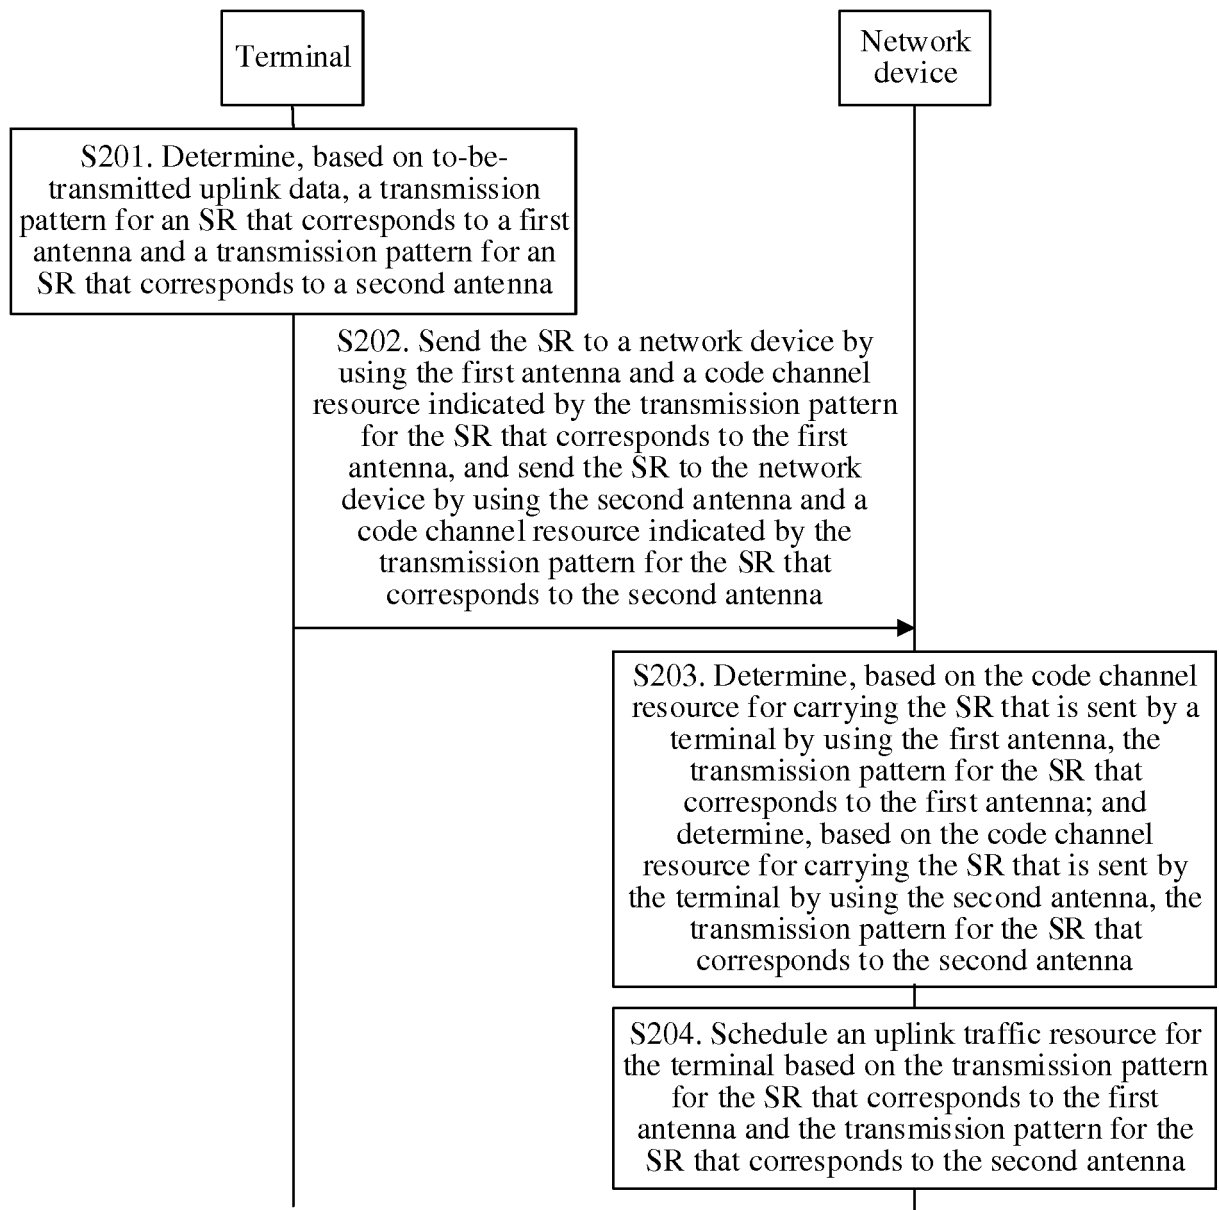 Terminal
Network
device
S201. Determine, based on to-be-
transmitted uplink data, a transmission
pattern for an SR that corresponds to a first
antenna and a transmission pattern for an
SR that corresponds to a second antenna
S202. Send the SR to a network device by
using the first antenna and a code channel
resource indicated by the transmission pattern
for the SR that corresponds to the first
antenna, and send the SR to the network
device by using the second antenna and a
code channel resource indicated by the
transmission pattern for the SR that
corresponds to the second antenna
S203. Determine, based on the code channel
resource for carrying the SR that is sent by a
terminal by using the first antenna, the
transmission pattern for the SR that
corresponds to the first antenna; and
determine, based on the code channel
resource for carrying the SR that is sent by
the terminal by using the second antenna, the
transmission pattern for the SR that
corresponds to the second antenna
S204. Schedule an uplink traffic resource for
the terminal based on the transmission pattern
for the SR that corresponds to the first
antenna and the transmission pattern for the
SR that corresponds to the second antenna